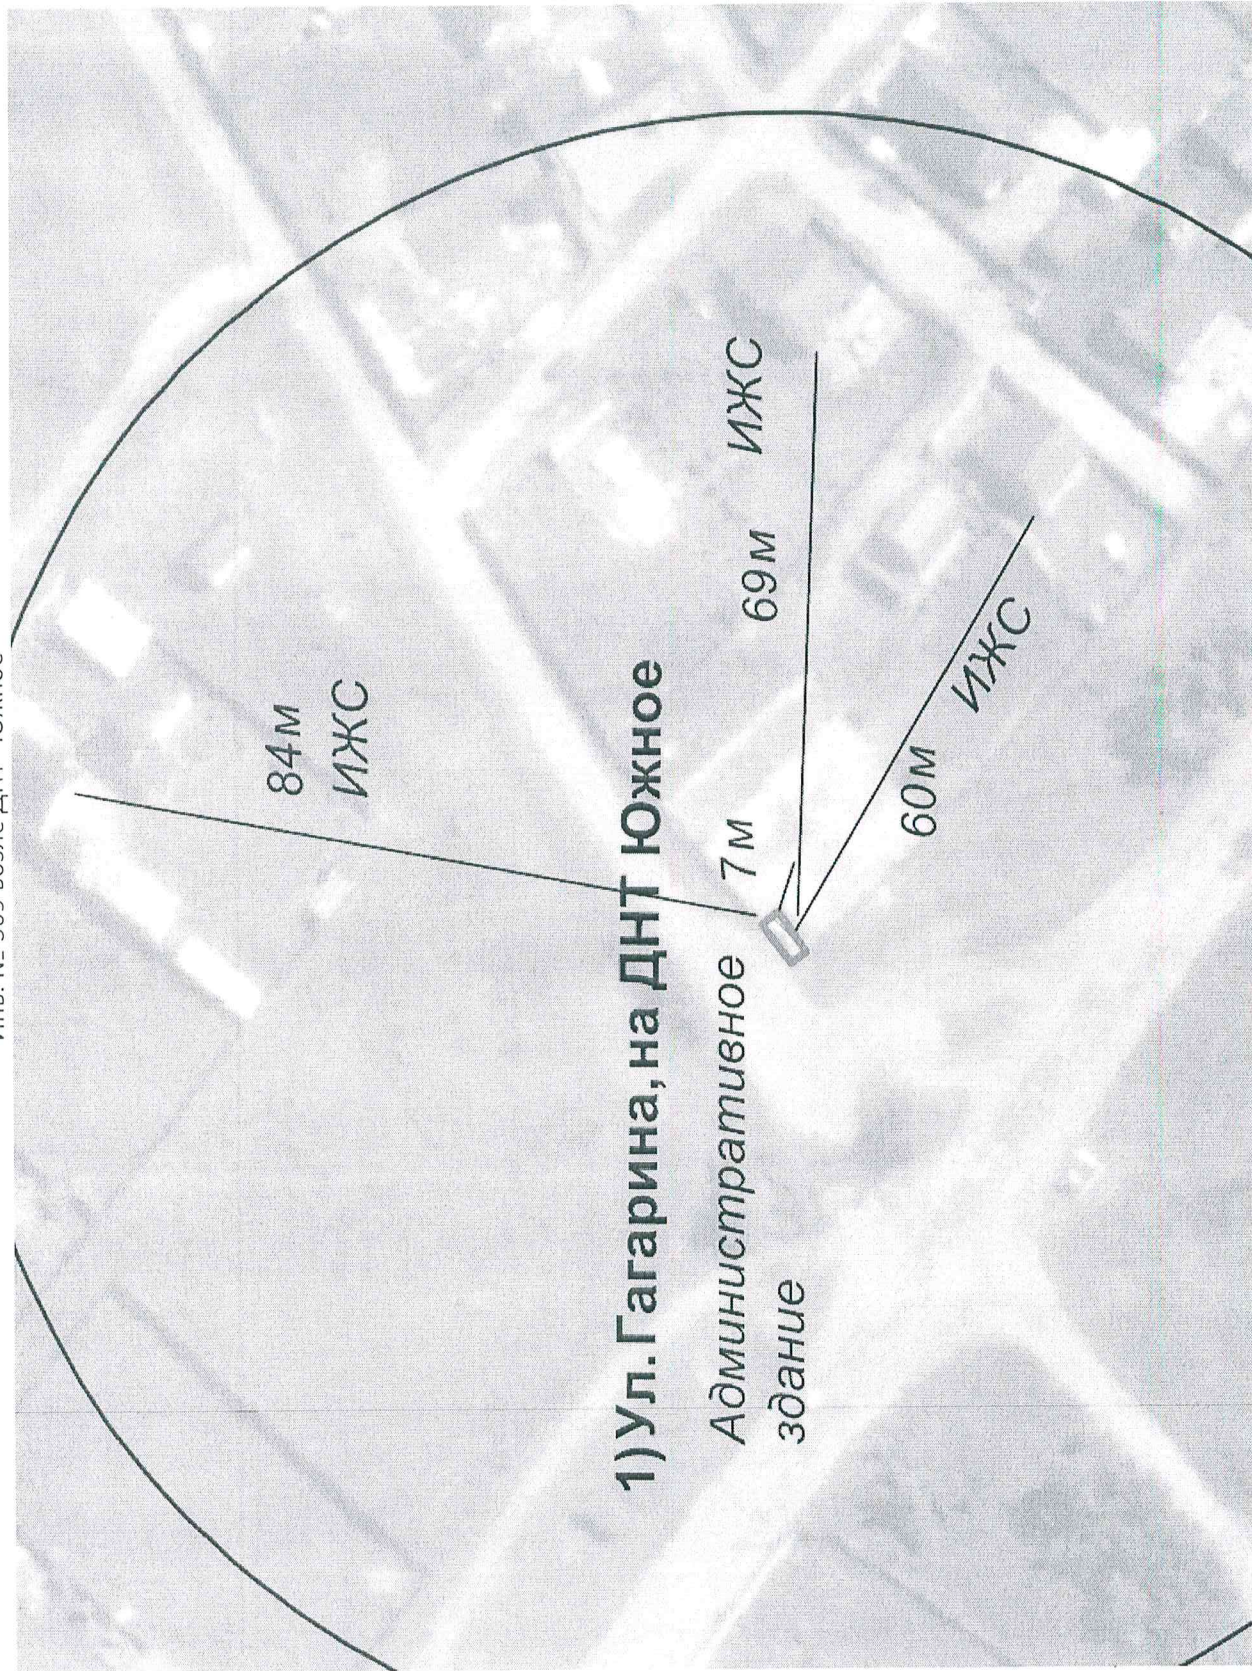 84м
ИЖС
1)Ул.Гагарина,на ДНТ Южное
Административное
здание
7м
69м ИЖС
60м ИЖС